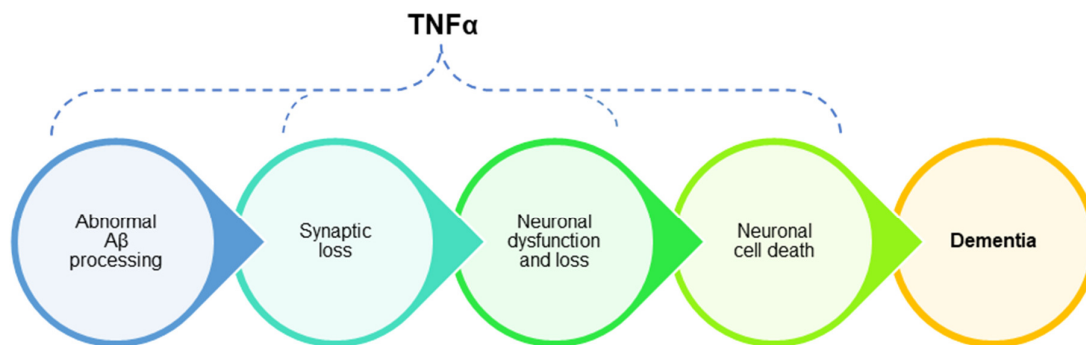 TNFα
Abnormal
Aβ
processing
Synaptic
loss
Neuronal
dysfunction
and loss
Neuronal
cell death
Dementia